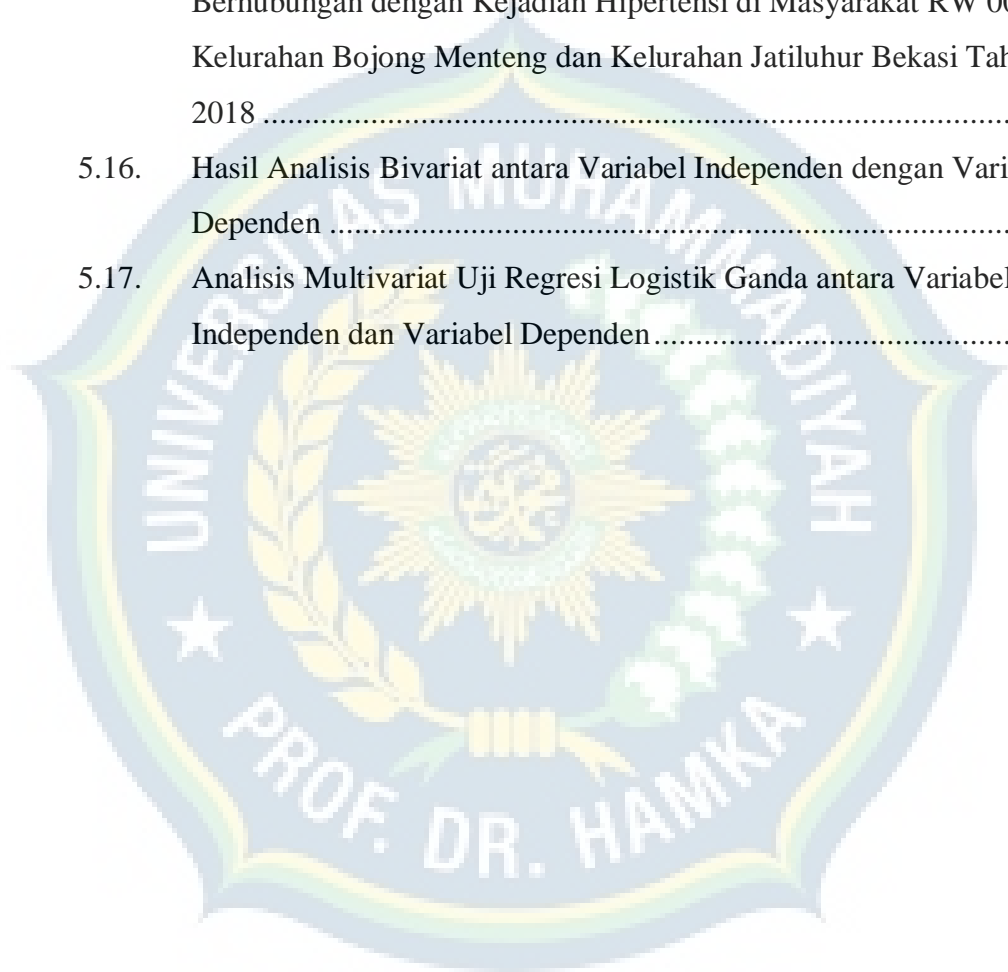 Berhubungan dengan Kejadian Hipertensi di Masyarakat RW
Kelurahan Bojong Menteng dan Kelurahan Jatiluhur Bekasi
2018 ....................................................................................
5.16. Hasil Analisis Bivariat antara Variabel Independen dengan
Dependen .............................................................................
5.17. Analisis Multivariat Uji Regresi Logistik Ganda antara Variabel
Independen dan Variabel Dependen .......................................
UNIVERSITAS MUHAMMADIYAH
PROF. DR. HAMKA